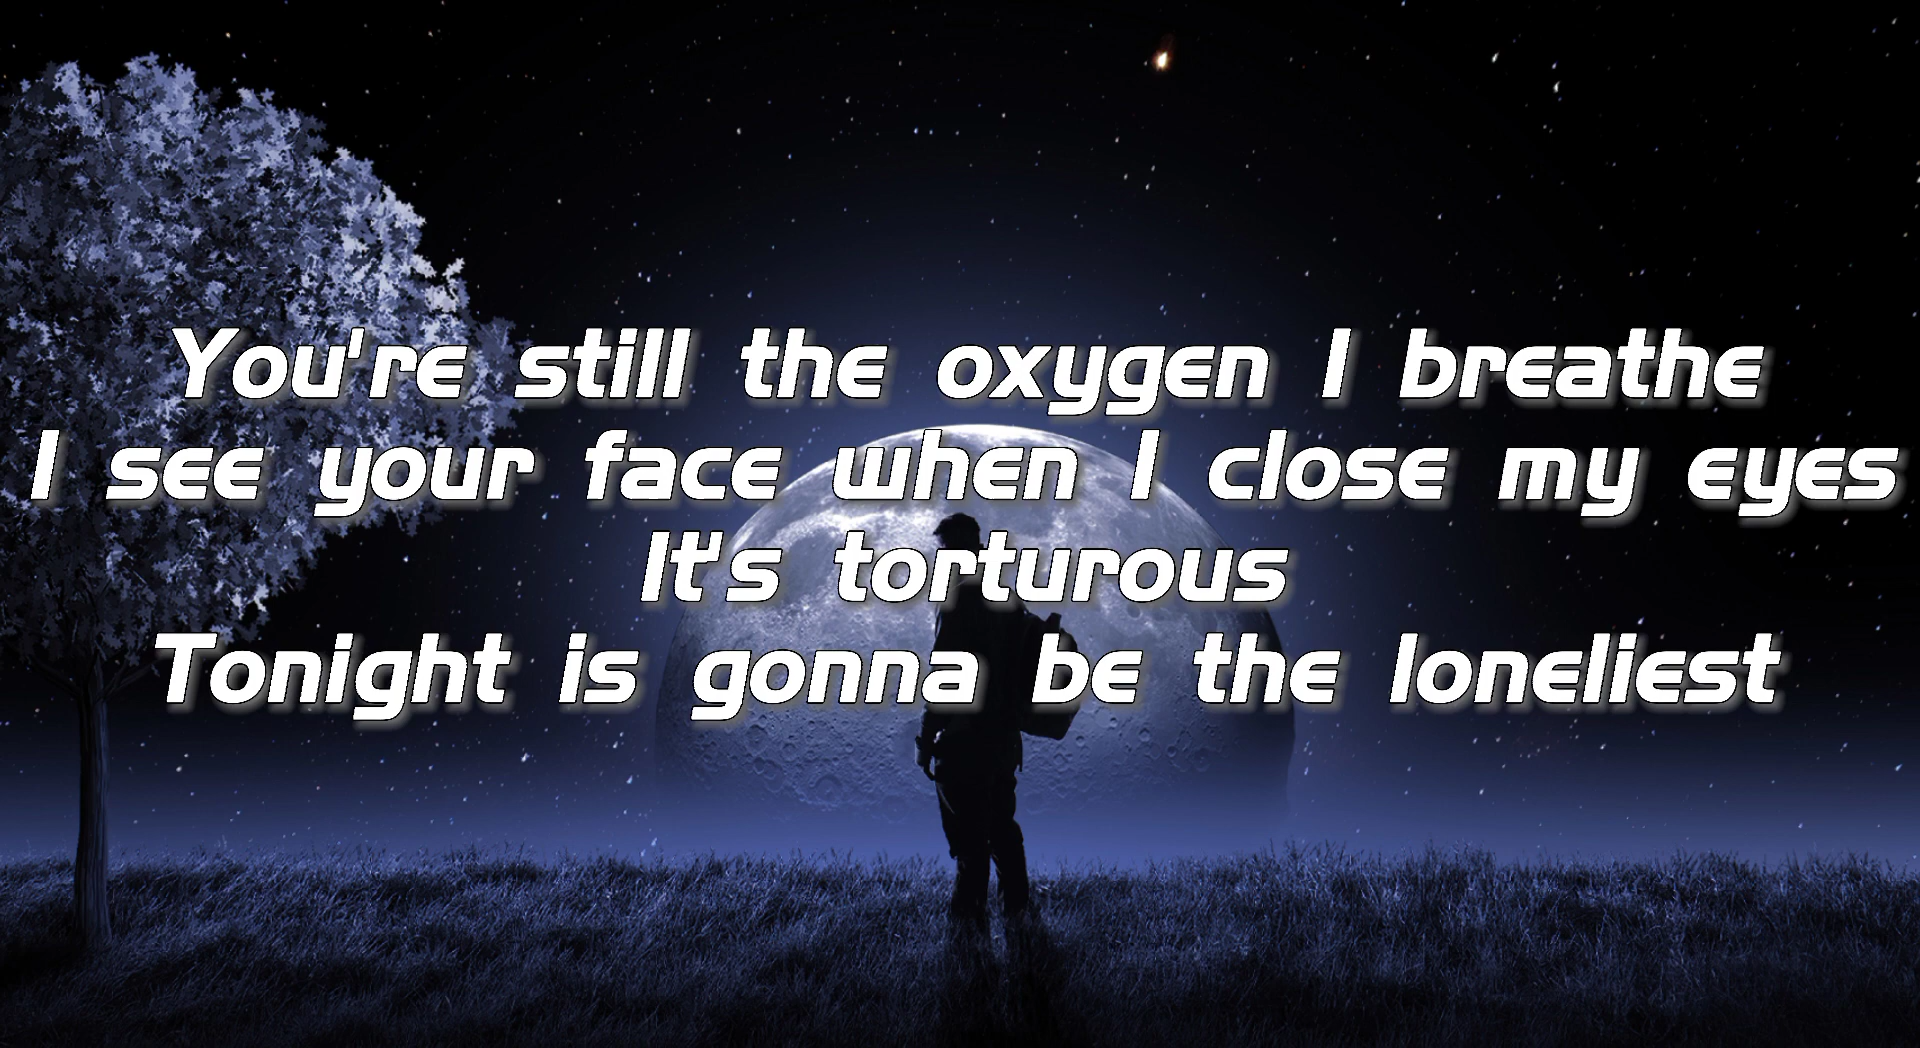 You're still the oxygen I breathe
I see your face when I close my eyes
It's torturous
Tonight is gonna be the loneliest